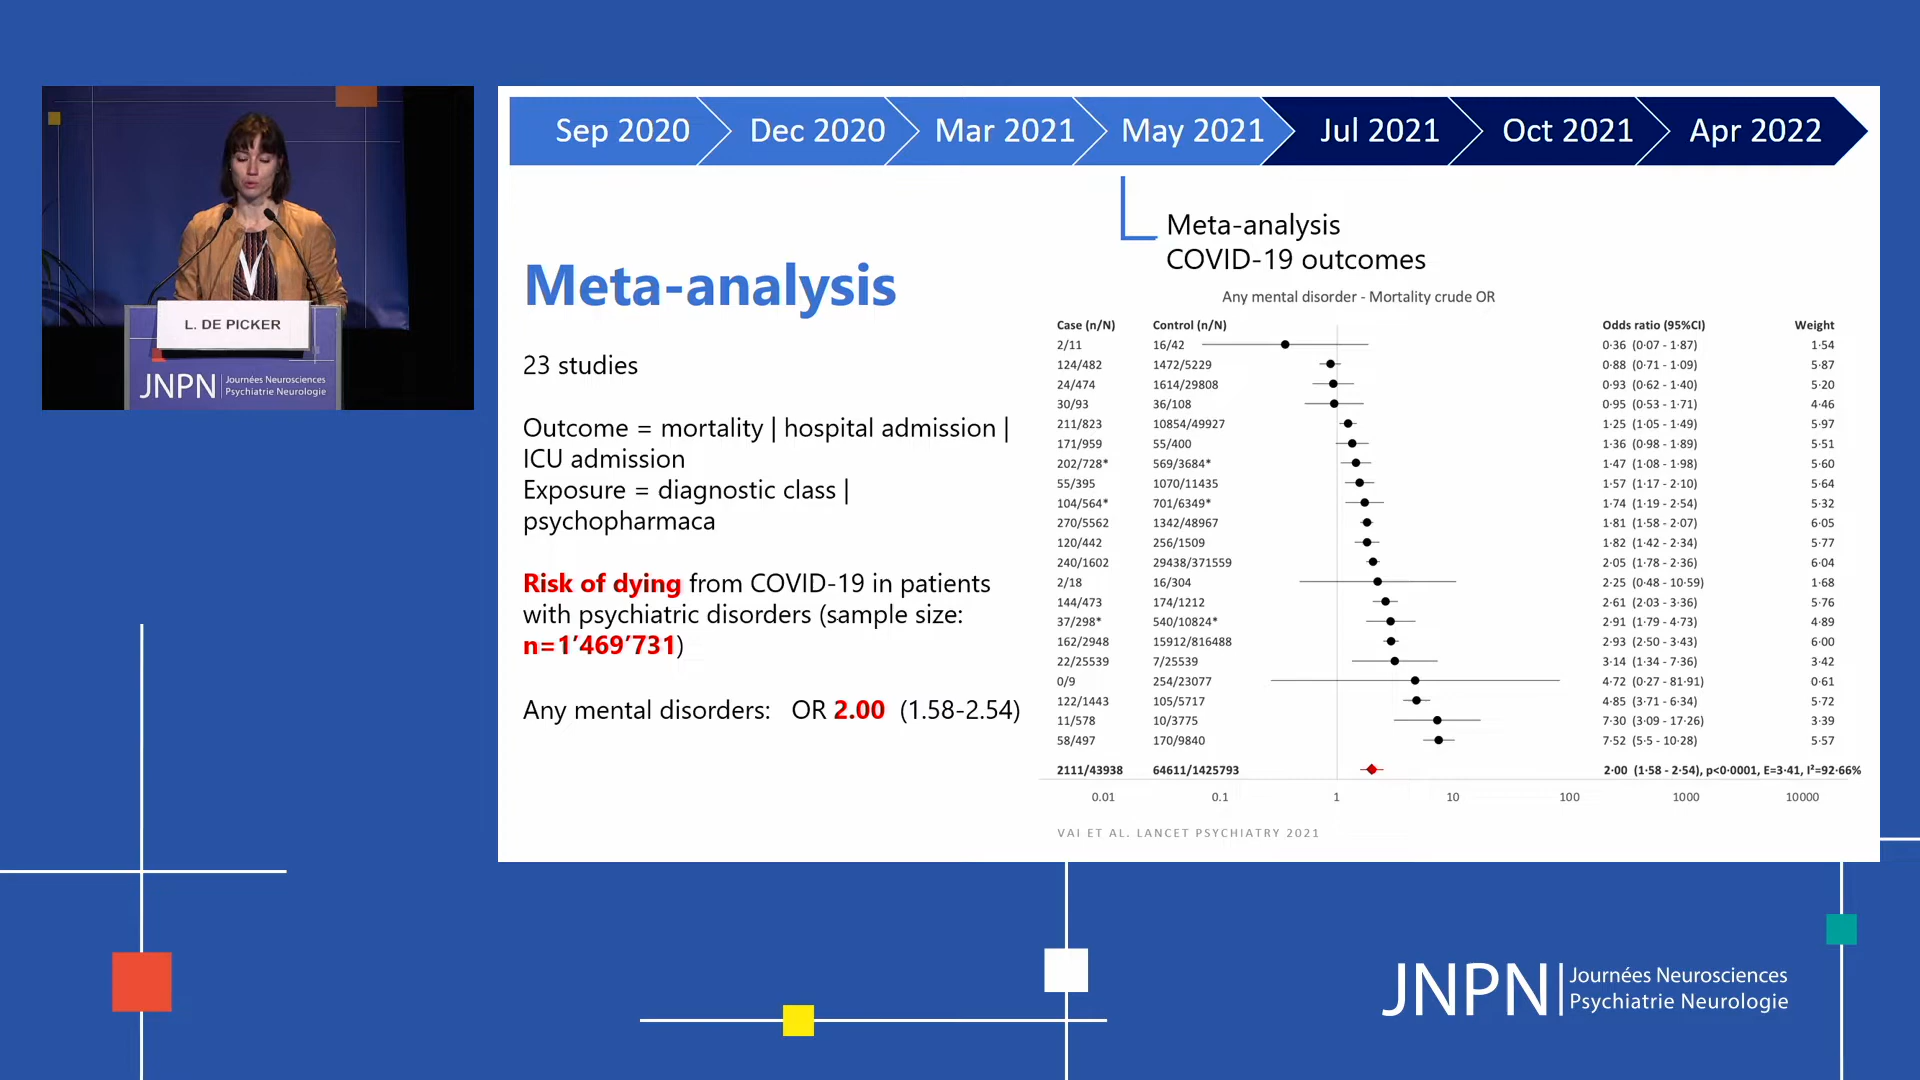 L. DE PICKER
JNPN | Journées Neurosciences
Psychiatrie Neurologie
Sep 2020 Dec 2020 Mar 2021 May 2021 Jul 2021 Oct 2021 Apr 2022
Meta-analysis
COVID-19 outcomes
Meta-analysis
23 studies
Outcome = mortality | hospital admission |
ICU admission
Exposure = diagnostic class |
psychopharmaca
Risk of dying from COVID-19 in patients
with psychiatric disorders (sample size:
n=1’469’731)
Any mental disorders: OR 2.00 (1.58-2.54)
Any mental disorder - Mortality crude OR
Case (n/N) Control (n/N) Odds ratio (95%CI) Weight
2/11 16/42 0·36 (0·07 - 1·87) 1·54
124/482 1472/5229 0·88 (0·71 - 1·09) 5·87
24/474 1614/29808 0·93 (0·62 - 1·40) 5·20
30/93 36/108 0·95 (0·53 - 1·71) 4·46
211/823 10854/49927 1·25 (1·05 - 1·49) 5·97
171/959 55/400 1·36 (0·98 - 1·89) 5·51
202/728* 569/3684* 1·47 (1·08 - 1·98) 5·60
55/395 1070/11435 1·57 (1·17 - 2·10) 5·64
104/564* 701/6349* 1·74 (1·19 - 2·54) 5·32
270/5562 1342/48967 1·81 (1·58 - 2·07) 6·05
120/442 256/1509 1·82 (1·42 - 2·34) 5·77
240/1602 29438/371559 2·05 (1·78 - 2·36) 6·04
2/18 16/304 2·25 (0·48 - 10·59) 1·68
144/473 174/1212 2·61 (2·03 - 3·36) 5·76
37/298* 540/10824* 2·91 (1·79 - 4·73) 4·89
162/2948 15912/816488 2·93 (2·50 - 3·43) 6·00
22/25539 7/25539 3·14 (1·34 - 7·36) 3·42
0/9 254/23077 4·72 (0·27 - 81·91) 0·61
122/1443 105/5717 4·85 (3·71 - 6·34) 5·72
11/578 10/3775 7·30 (3·09 - 17·26) 3·39
58/497 170/9840 7·52 (5·5 - 10·28) 5·57
2111/43938 64611/1425793 2·00 (1·58 - 2·54), p<0·0001, E=3·41, I²=92·66%
0.01 0.1 1 10 100 1000 10000
VAI ET AL. LANCET PSYCHIATRY 2021
JNPN | Journées Neurosciences
Psychiatrie Neurologie